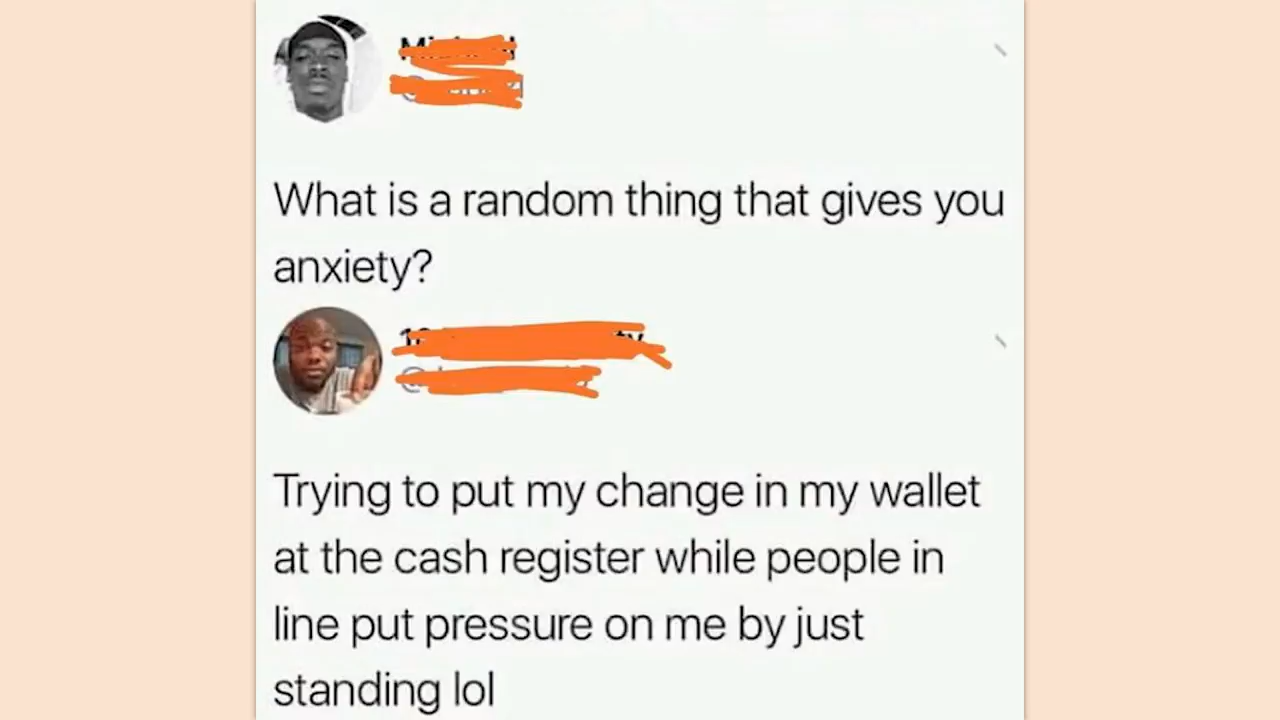 What is a random thing that gives you
anxiety?
Trying to put my change in my wallet
at the cash register while people in
line put pressure on me by just
standing lol